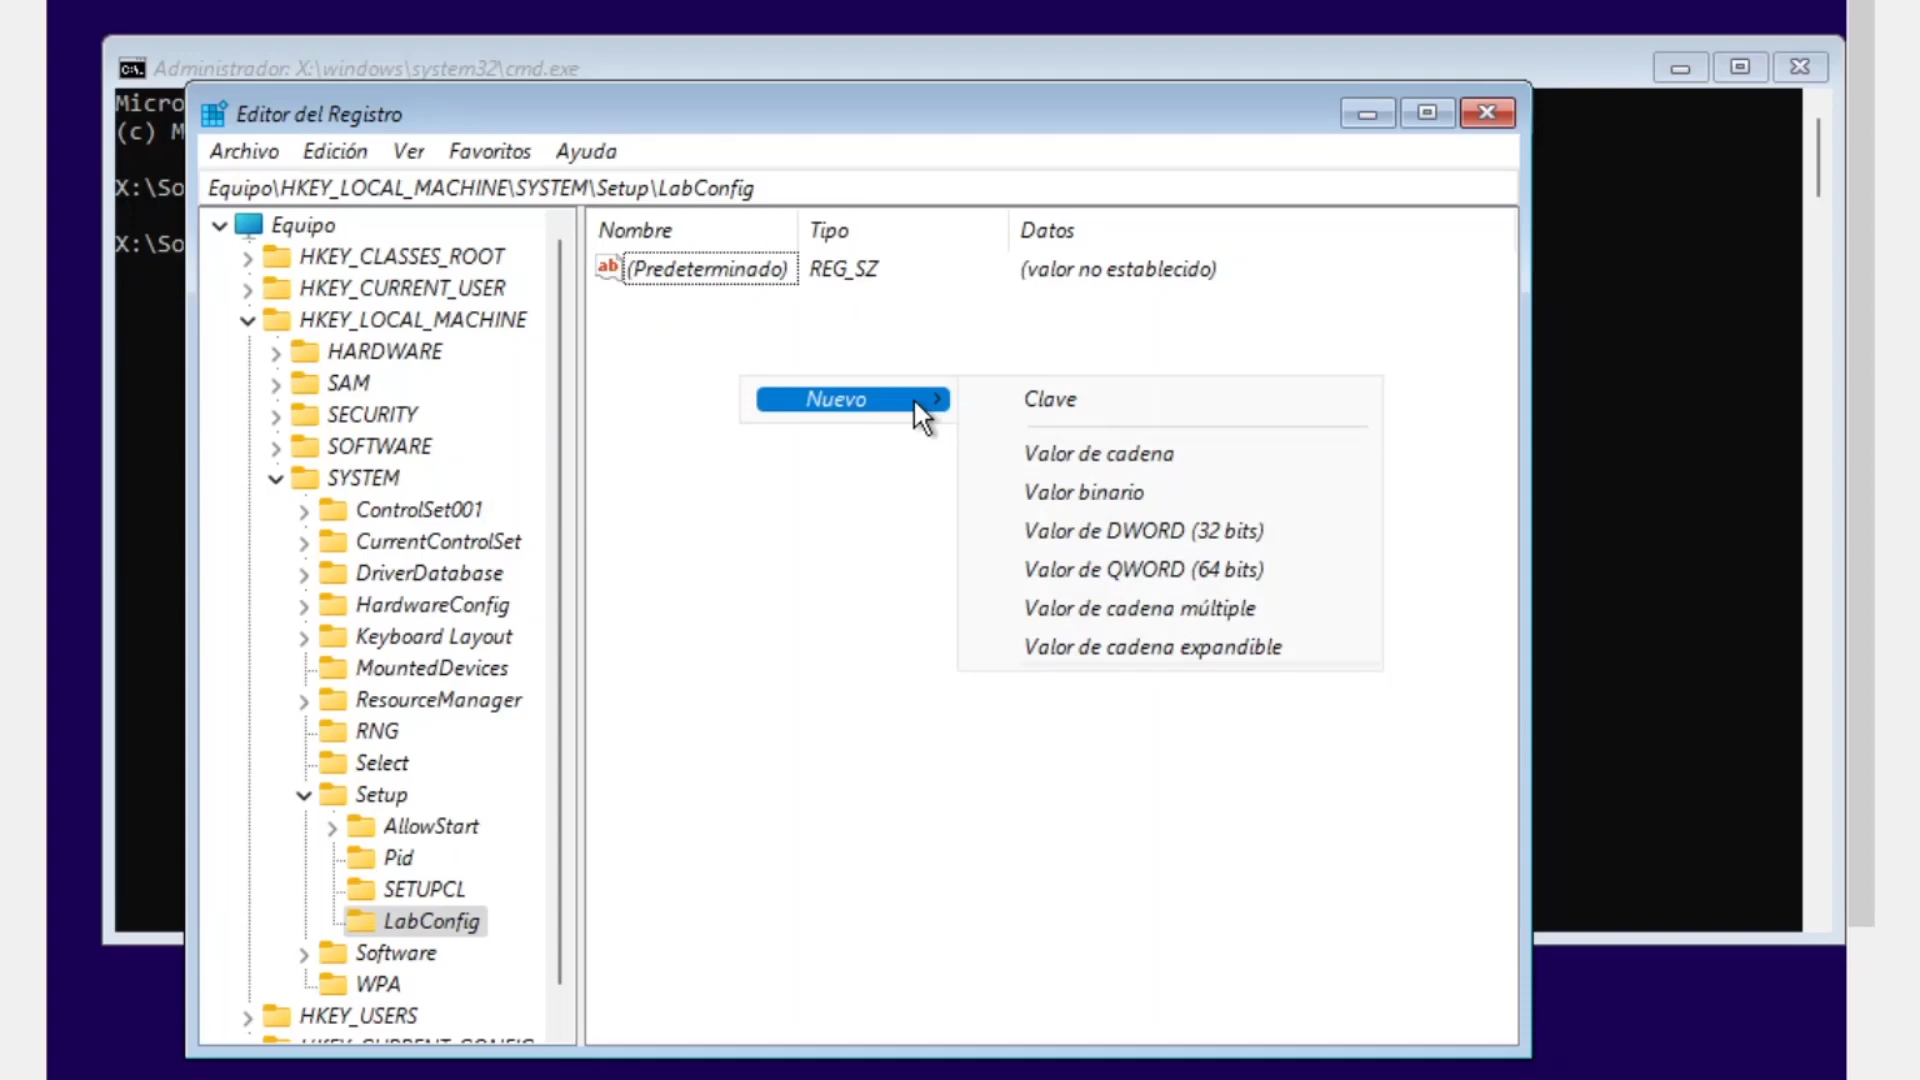 Administrador: X:\windows\system32\cmd.exe
Micro
(c) M
X:\So
X:\So
Editor del Registro
Archivo Edición Ver Favoritos Ayuda
Equipo\HKEY_LOCAL_MACHINE\SYSTEM\Setup\LabConfig
Equipo
HKEY_CLASSES_ROOT
HKEY_CURRENT_USER
HKEY_LOCAL_MACHINE
HARDWARE
SAM
SECURITY
SOFTWARE
SYSTEM
ControlSet001
CurrentControlSet
DriverDatabase
HardwareConfig
Keyboard Layout
MountedDevices
ResourceManager
RNG
Select
Setup
AllowStart
Pid
SETUPCL
LabConfig
Software
WPA
HKEY_USERS
HKEY_CURRENT_CONFIG
Nombre Tipo Datos
ab (Predeterminado) REG_SZ (valor no establecido)
Nuevo
Clave
Valor de cadena
Valor binario
Valor de DWORD (32 bits)
Valor de QWORD (64 bits)
Valor de cadena múltiple
Valor de cadena expandible